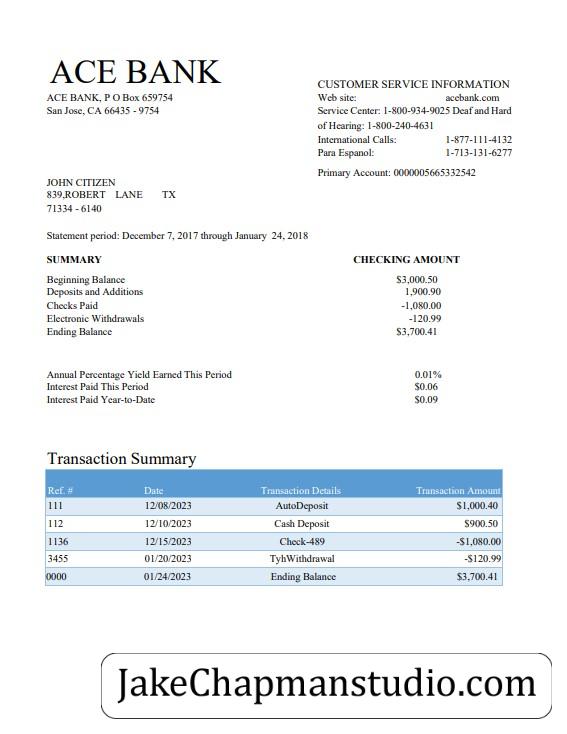 ACE BANK
ACE BANK, P O Box 659754
San Jose, CA 66435 - 9754
CUSTOMER SERVICE INFORMATION
Web site: acebank.com
Service Center: 1-800-934-9025 Deaf and Hard
of Hearing: 1-800-240-4631
International Calls: 1-877-111-4132
Para Espanol: 1-713-131-6277
Primary Account: 0000005665332542
JOHN CITIZEN
839,ROBERT LANE TX
71334 - 6140
Statement period: December 7, 2017 through January 24, 2018
SUMMARY CHECKING AMOUNT
Beginning Balance $3,000.50
Deposits and Additions 1,900.90
Checks Paid -1,080.00
Electronic Withdrawals -120.99
Ending Balance $3,700.41
Annual Percentage Yield Earned This Period 0.01%
Interest Paid This Period $0.06
Interest Paid Year-to-Date $0.09
Transaction Summary
Ref. # Date Transaction Details Transaction Amount
111 12/08/2023 AutoDeposit $1,000.40
112 12/10/2023 Cash Deposit $900.50
1136 12/15/2023 Check-489 -$1,080.00
3455 01/20/2023 TyhWithdrawal -$120.99
0000 01/24/2023 Ending Balance $3,700.41
JakeChapmanstudio.com